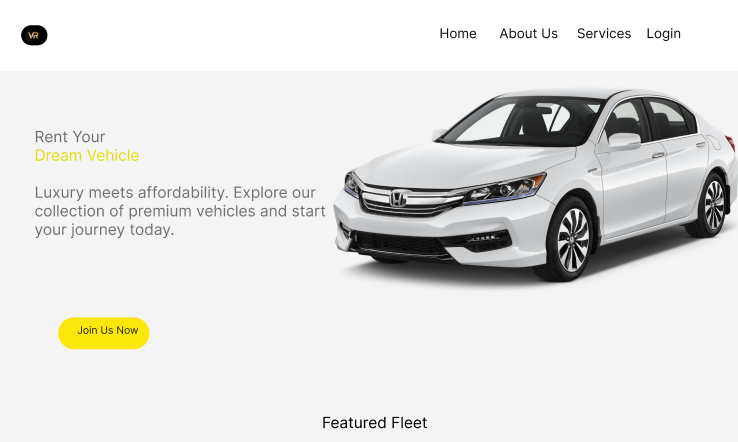 VR
Home About Us Services Login
Rent Your
Dream Vehicle
Luxury meets affordability. Explore our
collection of premium vehicles and start
your journey today.
Join Us Now
Featured Fleet